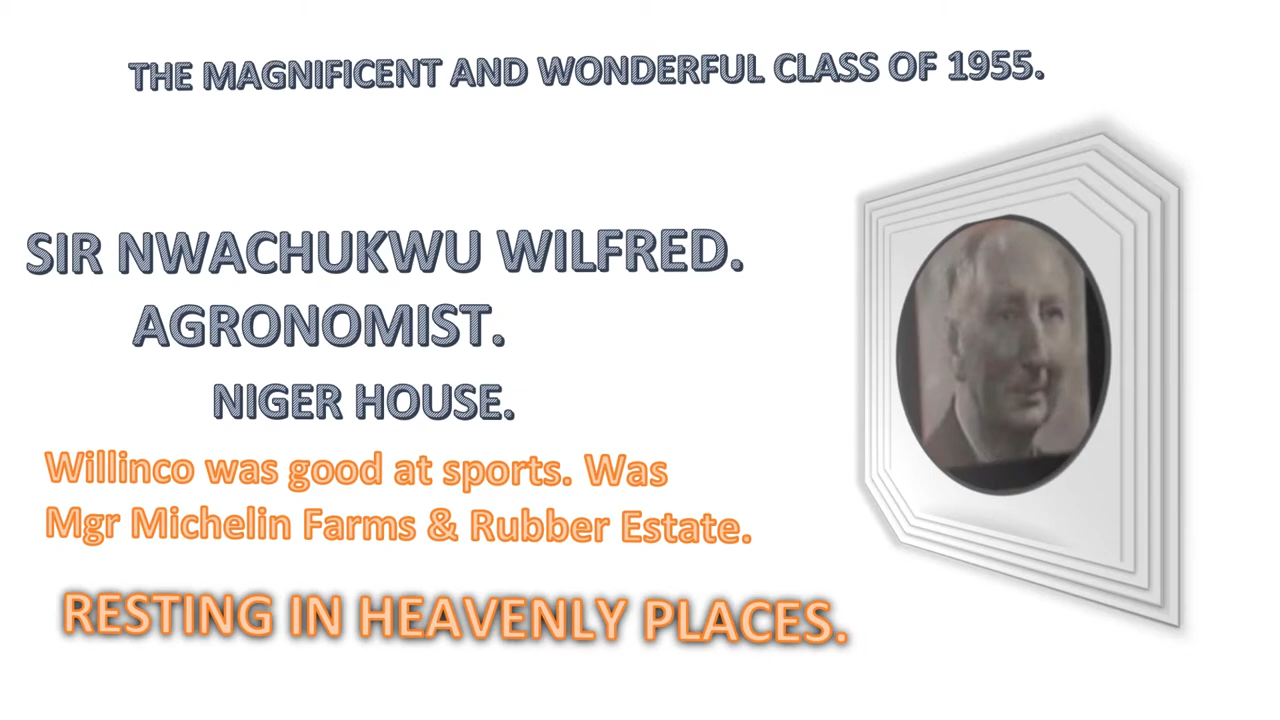 THE MAGNIFICENT AND WONDERFUL CLASS OF 1955.
SIR NWACHUKWU WILFRED.
AGRONOMIST.
NIGER HOUSE.
Willinco was good at sports. Was
Mgr Michelin Farms & Rubber Estate.
RESTING IN HEAVENLY PLACES.